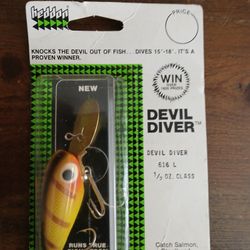 heddon
PRICE
KNOCKS THE DEVIL OUT OF FISH... DIVES 15'-18'. IT'S A
PROVEN WINNER.
WIN
NEW
DEVIL
DIVER™
DEVIL DIVER
616 L
1/2 OZ. CLASS
RUNS TRUE
Catch Salmon,